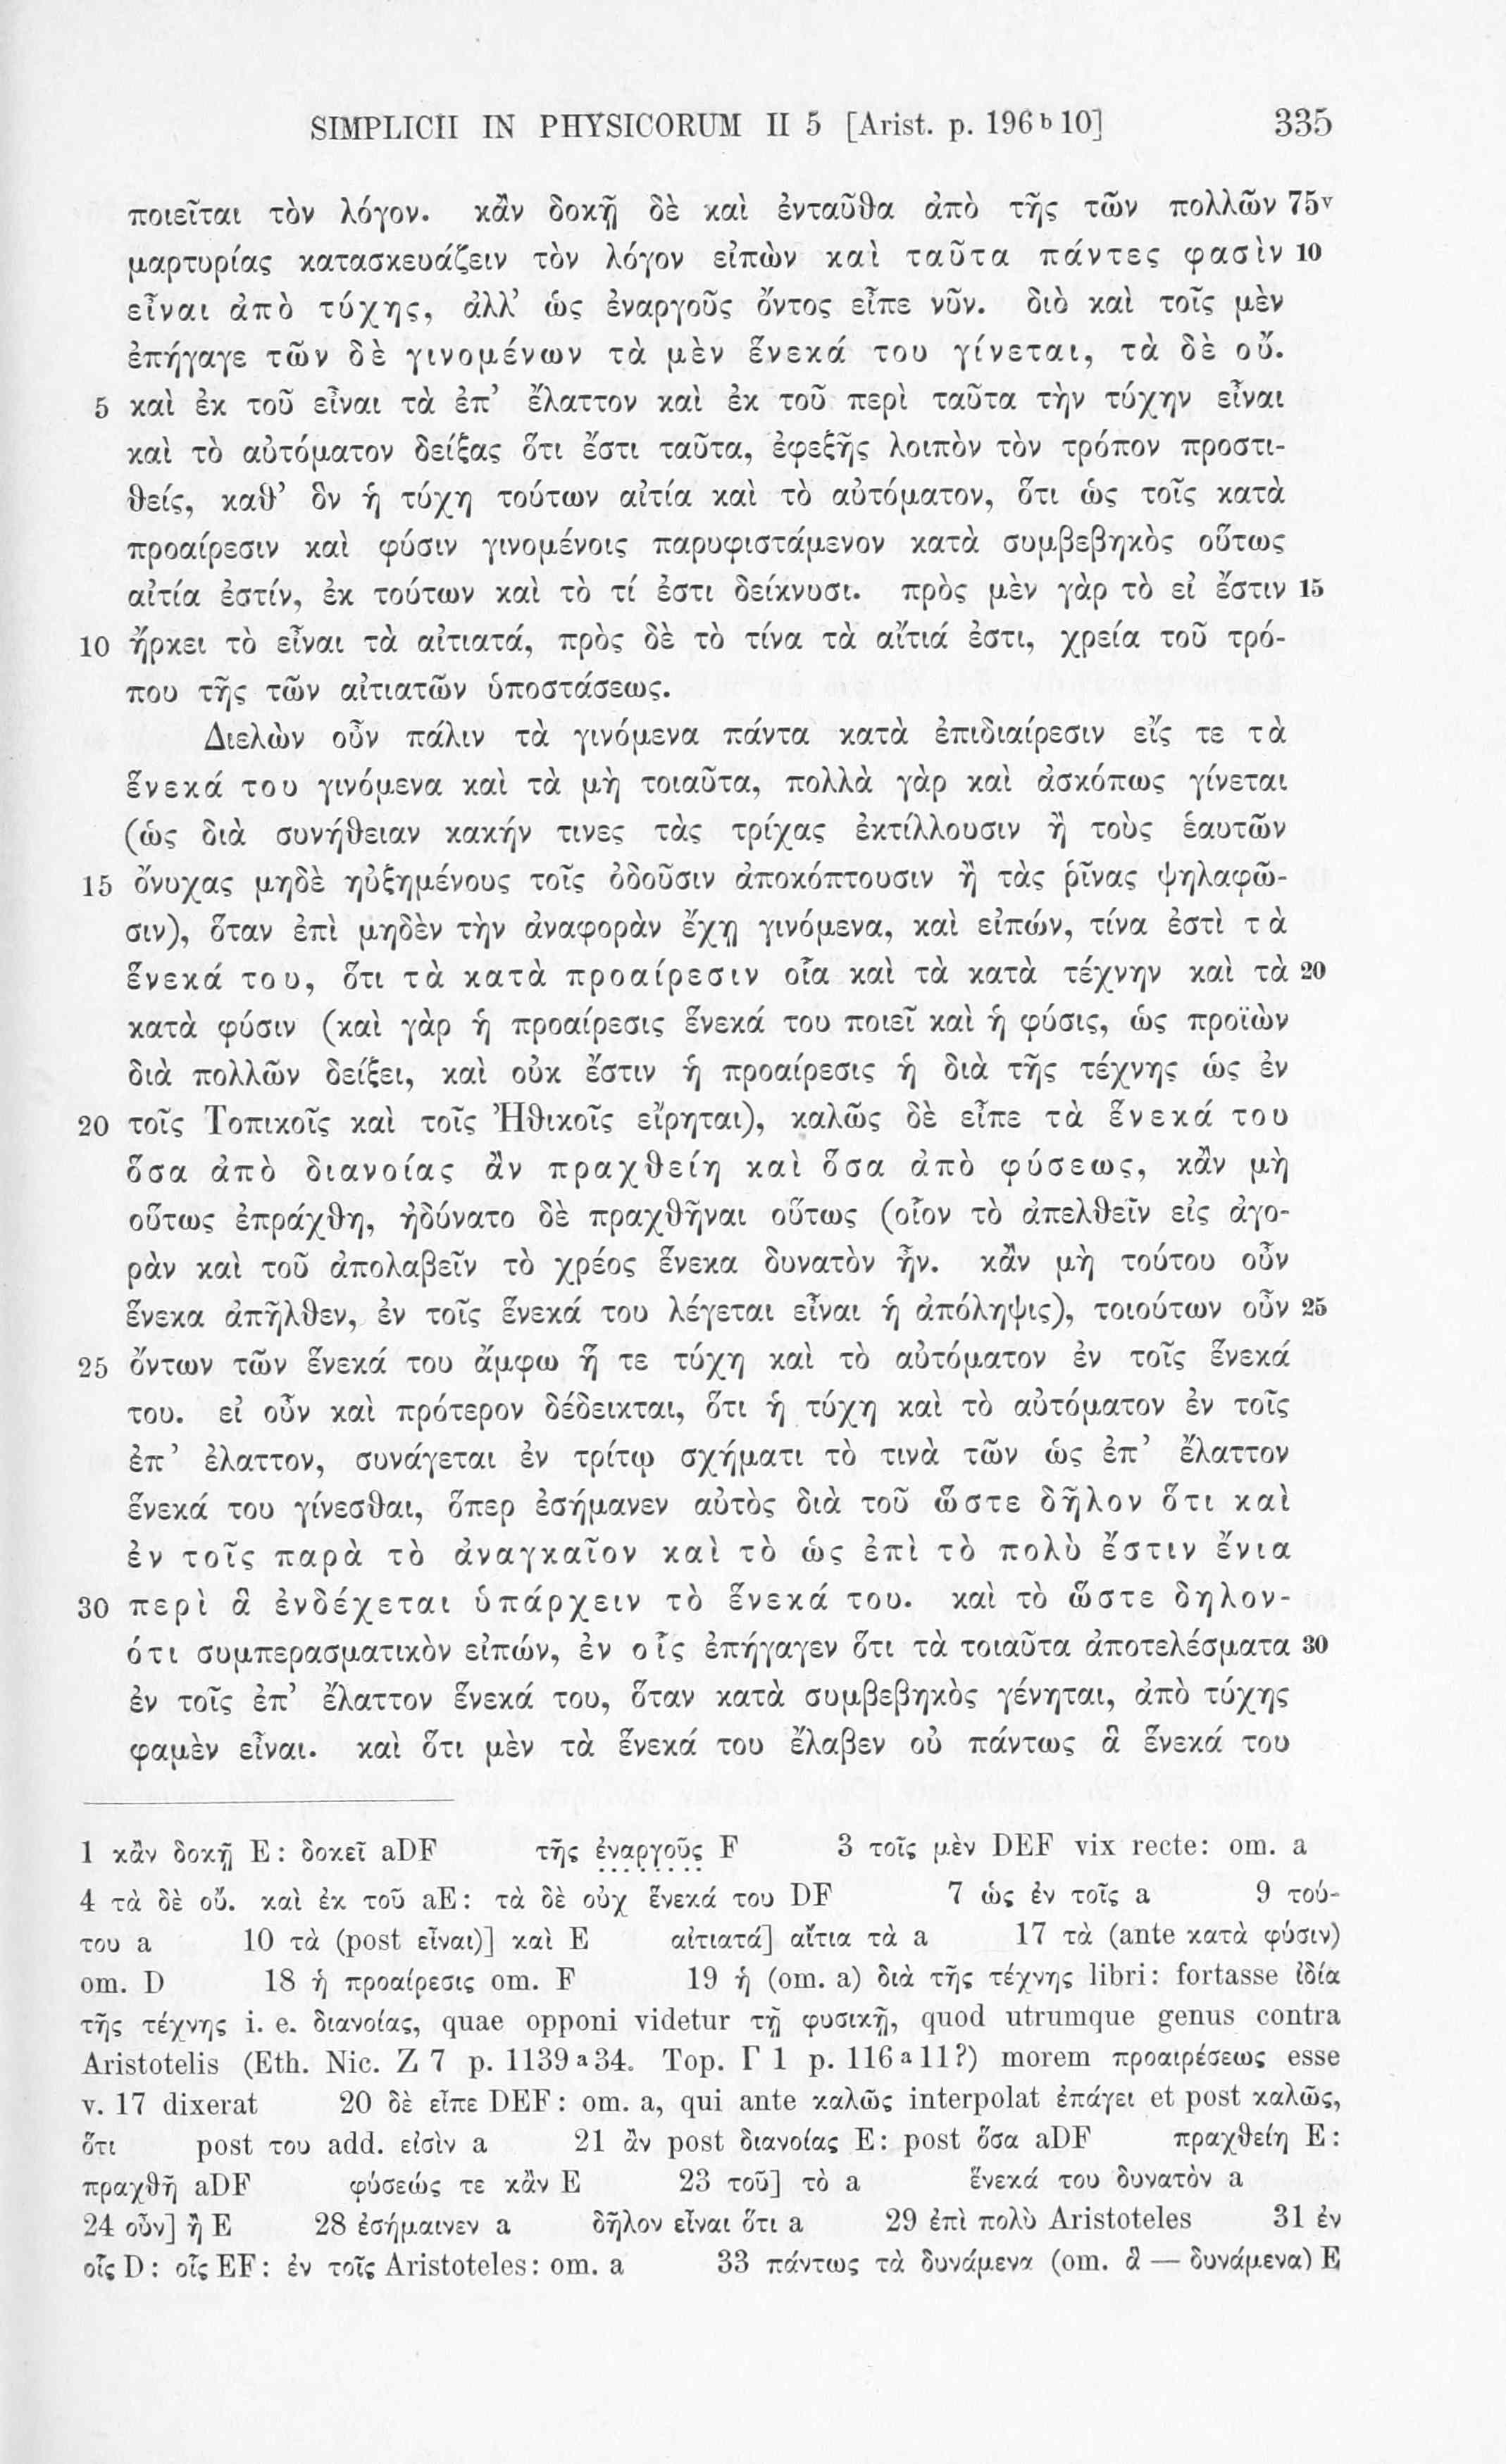 SIMPLICII IN PHYSICORUM II 5 [Arist. p. 196 b 10] 335
ποιεῖται τὸν λόγον. κἂν δοκῇ δὲ καὶ ἐνταῦθα ἀπὸ τῆς τῶν πολλῶν 75v
μαρτυρίας κατασκευάζειν τὸν λόγον εἰπὼν καὶ ταῦτα πάντες φασὶν 10
εἶναι ἀπὸ τύχης, ἀλλ’ ὡς ἐναργοῦς ὄντος εἶπε νῦν. διὸ καὶ τοῖς μὲν
ἐπήγαγε τῶν δὲ γινομένων τὰ μὲν ἕνεκά του γίνεται, τὰ δὲ οὔ.
5 καὶ ἐκ τοῦ εἶναι τὰ ἐπ’ ἔλαττον καὶ ἐκ τοῦ περὶ ταῦτα τὴν τύχην εἶναι
καὶ τὸ αὐτόματον δείξας ὅτι ἔστι ταῦτα, ἐφεξῆς λοιπὸν τὸν τρόπον προστι-
θείς, καθ’ ὃν ἡ τύχη τούτων αἰτία καὶ τὸ αὐτόματον, ὅτι ὡς τοῖς κατὰ
προαίρεσιν καὶ φύσιν γινομένοις παρυφιστάμενον κατὰ συμβεβηκὸς οὕτως
αἰτία ἐστίν, ἐκ τούτων καὶ τὸ τί ἐστι δείκνυσι. πρὸς μὲν γὰρ τὸ εἰ ἔστιν 15
10 ἤρκει τὸ εἶναι τὰ αἰτιατά, πρὸς δὲ τὸ τίνα τὰ αἴτιά ἐστι, χρεία τοῦ τρό-
που τῆς τῶν αἰτιατῶν ὑποστάσεως.
Διελὼν οὖν πάλιν τὰ γινόμενα πάντα κατὰ ἐπιδιαίρεσιν εἴς τε τὰ
ἕνεκά του γινόμενα καὶ τὰ μὴ τοιαῦτα, πολλὰ γὰρ καὶ ἀσκόπως γίνεται
(ὡς διὰ συνήθειαν κακήν τινες τὰς τρίχας ἐκτίλλουσιν ἢ τοὺς ἑαυτῶν
15 ὄνυχας μηδὲ ηὐξημένους τοῖς ὀδοῦσιν ἀποκόπτουσιν ἢ τὰς ῥῖνας ψηλαφῶ-
σιν), ὅταν ἐπὶ μηδὲν τὴν ἀναφορὰν ἔχῃ γινόμενα, καὶ εἰπών, τίνα ἐστὶ τὰ
ἕνεκά του, ὅτι τὰ κατὰ προαίρεσιν οἷα καὶ τὰ κατὰ τέχνην καὶ τὰ 20
κατὰ φύσιν (καὶ γὰρ ἡ προαίρεσις ἕνεκά του ποιεῖ καὶ ἡ φύσις, ὡς προϊὼν
διὰ πολλῶν δείξει, καὶ οὐκ ἔστιν ἡ προαίρεσις ἡ διὰ τῆς τέχνης ὡς ἐν
20 τοῖς Τοπικοῖς καὶ τοῖς Ἠθικοῖς εἴρηται), καλῶς δὲ εἶπε τὰ ἕνεκά του
ὅσα ἀπὸ διανοίας ἂν πραχθείη καὶ ὅσα ἀπὸ φύσεως, κἂν μὴ
οὕτως ἐπράχθη, ἠδύνατο δὲ πραχθῆναι οὕτως (οἷον τὸ ἀπελθεῖν εἰς ἀγο-
ρὰν καὶ τοῦ ἀπολαβεῖν τὸ χρέος ἕνεκα δυνατὸν ἦν. κἂν μὴ τούτου οὖν
ἕνεκα ἀπῆλθεν, ἐν τοῖς ἕνεκά του λέγεται εἶναι ἡ ἀπόληψις), τοιούτων οὖν 25
25 ὄντων τῶν ἕνεκά του ἄμφω ἥ τε τύχη καὶ τὸ αὐτόματον ἐν τοῖς ἕνεκά
του. εἰ οὖν καὶ πρότερον δέδεικται, ὅτι ἡ τύχη καὶ τὸ αὐτόματον ἐν τοῖς
ἐπ’ ἐλαττον, συνάγεται ἐν τρίτῳ σχήματι τὸ τινὰ τῶν ὡς ἐπ’ ἔλαττον
ἕνεκά του γίνεσθαι, ὅπερ ἐσήμανεν αὐτὸς διὰ τοῦ ὥστε δῆλον ὅτι καὶ
ἐν τοῖς παρὰ τὸ ἀναγκαῖον καὶ τὸ ὡς ἐπὶ τὸ πολὺ ἔστιν ἔνια
30 περὶ ἃ ἐνδέχεται ὑπάρχειν τὸ ἕνεκά του. καὶ τὸ ὥστε δηλον-
ότι συμπερασματικὸν εἰπών, ἐν οἷς ἐπήγαγεν ὅτι τὰ τοιαῦτα ἀποτελέσματα 30
ἐν τοῖς ἐπ’ ἔλαττον ἕνεκά του, ὅταν κατὰ συμβεβηκὸς γένηται, ἀπὸ τύχης
φαμὲν εἶναι. καὶ ὅτι μὲν τὰ ἕνεκά του ἔλαβεν οὐ πάντως ἃ ἕνεκά του
1 κἂν δοκῇ E: δοκεῖ aDF τῆς ἐναργοῦς F 3 τοῖς μὲν DEF vix recte: om. a
4 τὰ δὲ οὔ. καὶ ἐκ τοῦ aE: τὰ δὲ οὐχ ἕνεκά του DF 7 ὡς ἐν τοῖς a 9 τού-
του a 10 τὰ (post εἶναι)] καὶ E αἰτιατά] αἴτια τὰ a 17 τὰ (ante κατὰ φύσιν)
om. D 18 ἡ προαίρεσις om. F 19 ἡ (om. a) διὰ τῆς τέχνης libri: fortasse ἰδία
τῆς τέχνης i. e. διανοίας, quae opponi videtur τῇ φυσικῇ, quod utrumque genus contra
Aristotelis (Eth. Nic. Z 7 p. 1139 a 34. Top. Γ 1 p. 116 a 11?) morem προαιρέσεως esse
v. 17 dixerat 20 δὲ εἶπε DEF: om. a, qui ante καλῶς interpolat ἐπάγει et post καλῶς,
ὅτι post του add. εἰσὶν a 21 ἂν post διανοίας E: post ὅσα aDF πραχθείη E:
πραχθῇ aDF φύσεώς τε κἂν E 23 τοῦ] τὸ a ἕνεκά του δυνατὸν a
24 οὖν] ἢ E 28 ἐσήμαινεν a δῆλον εἶναι ὅτι a 29 ἐπὶ πολὺ Aristoteles 31 ἐν
οἷς D: οἷς EF: ἐν τοῖς Aristoteles: om. a 33 πάντως τὰ δυνάμενα (om. ἃ — δυνάμενα) E